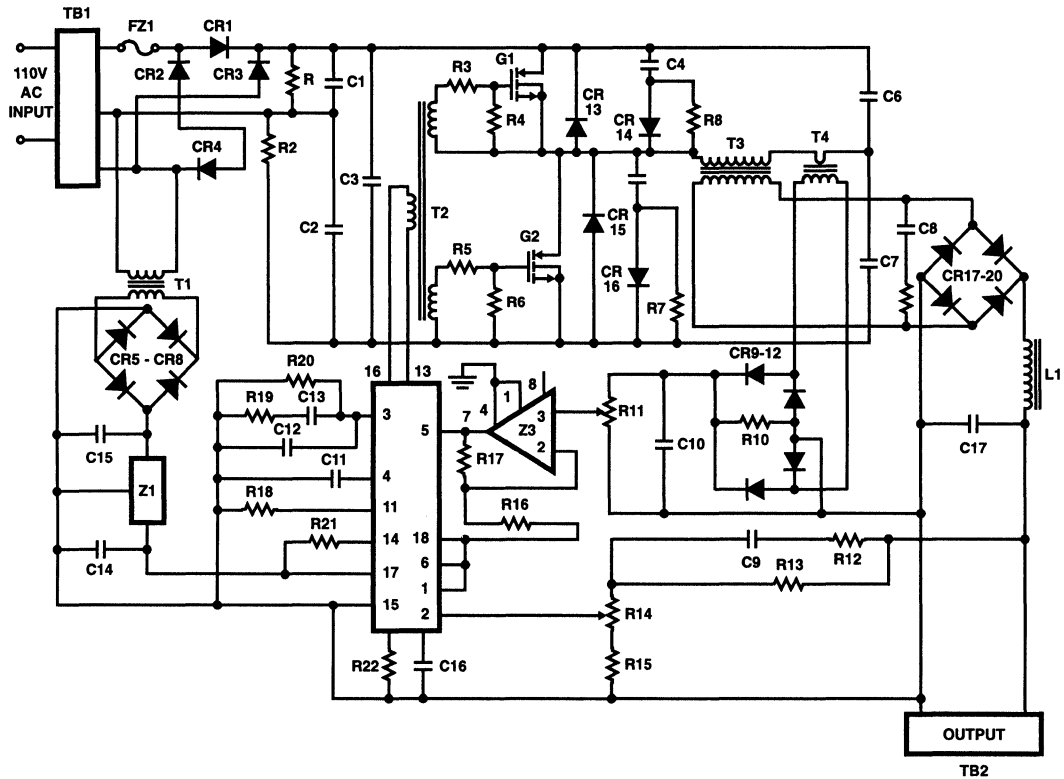 TB1
FZ1
CR1
CR2
CR3
R
C1
110V
AC
INPUT
CR4
R2
C2
C3
R3
G1
R4
CR
13
C4
CR
14
R8
C6
T3
T4
T2
R5
G2
R6
CR
15
CR
16
R7
C7
C8
CR17-20
T1
CR5 - CR8
L1
R20
16
13
CR9-12
R19
C13
3
C12
1
8
4
3
7
5
Z3
2
R11
C10
R10
C17
C15
C11
4
R17
Z1
R18
11
R16
R21
14
18
C14
17
6
C9
R12
R13
1
15
2
R14
R22
C16
R15
OUTPUT
TB2